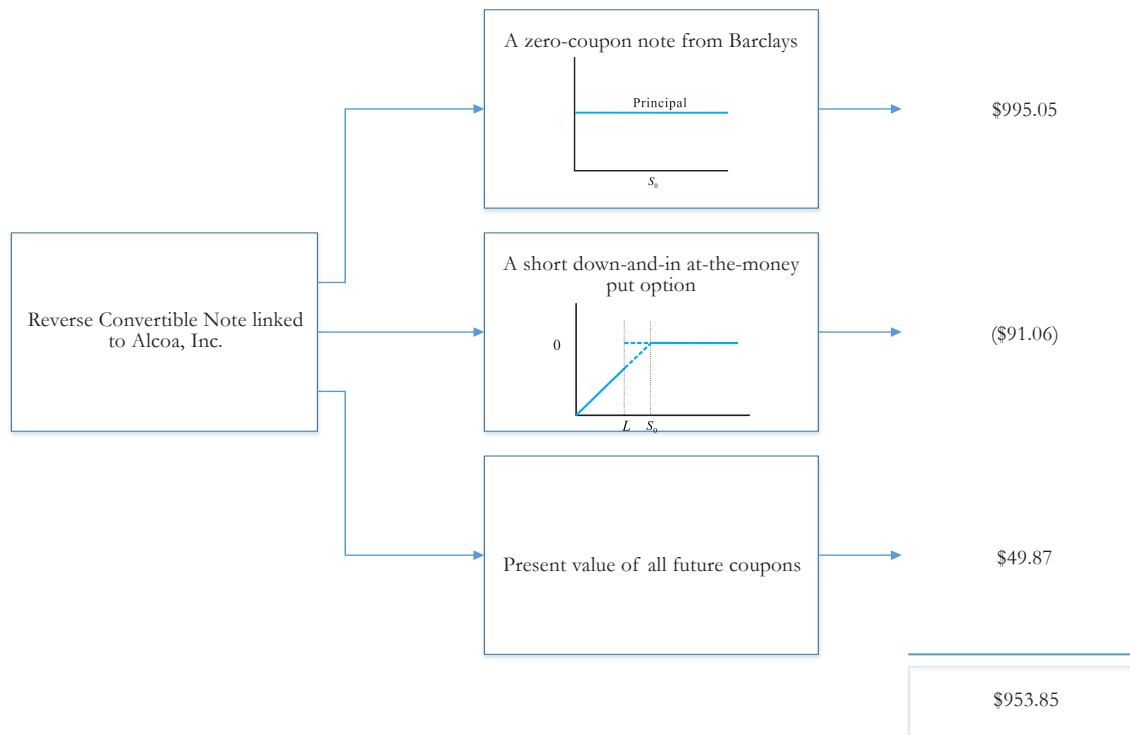 A zero-coupon note from Barclays
Principal
S₀
$995.05
Reverse Convertible Note linked
to Alcoa, Inc.
A short down-and-in at-the-money
put option
0
L S₀
($91.06)
Present value of all future coupons
$49.87
$953.85